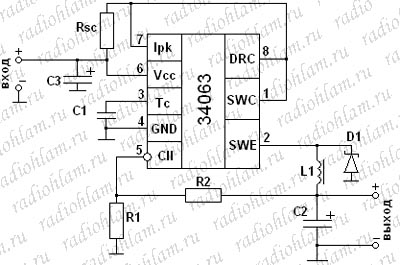 Rsc
7
Ipk
DRC
8
вход
+
+
6
Vcc
C3
34063
3
Tc
SWC
1
C1
4
GND
SWE
2
D1
5
CII
L1
R2
+
R1
C2
+
выход
radiohlam.ru